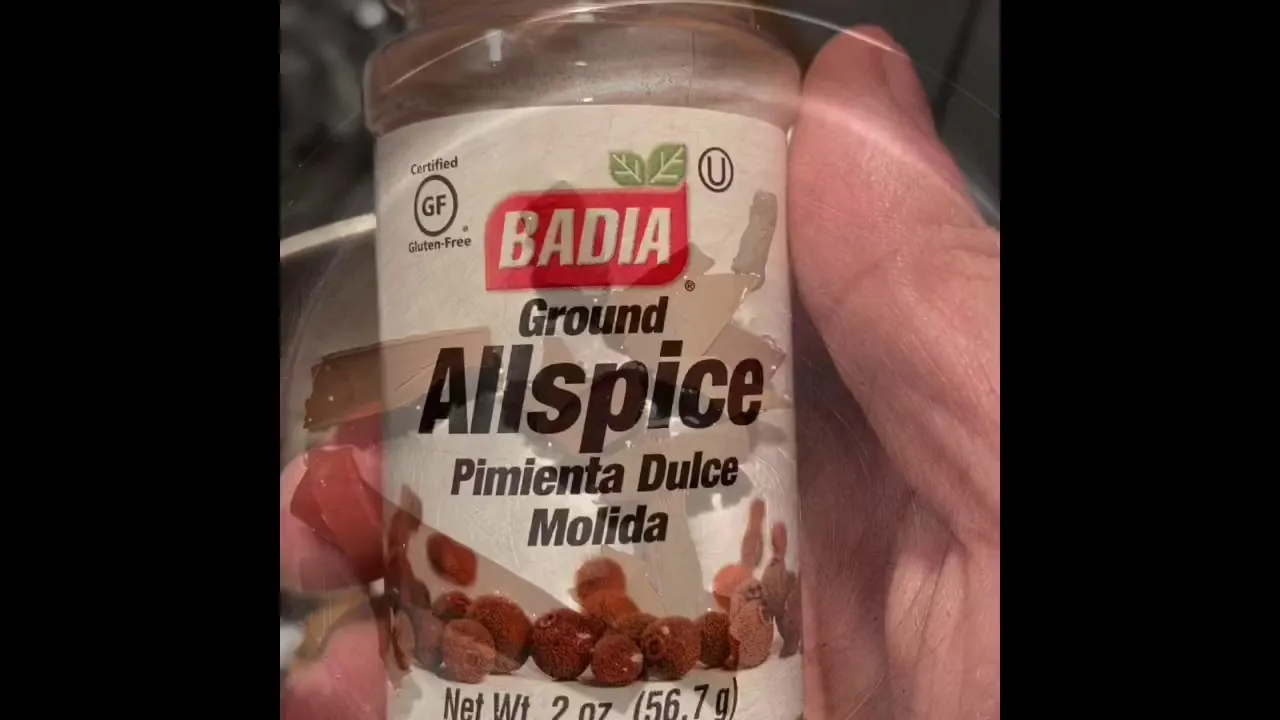 Certified
GF
Gluten-Free
U
BADIA
®
Ground
Allspice
Pimienta Dulce
Molida
Net Wt. 2 oz. (56.7 g)